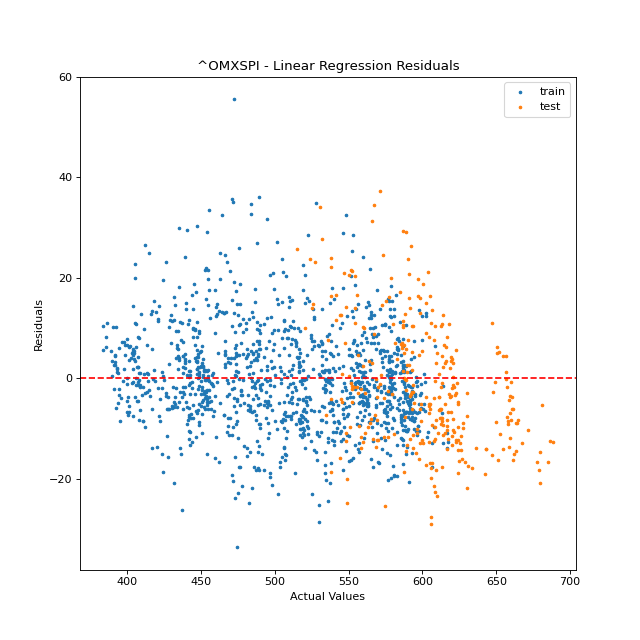 ^OMXSPI - Linear Regression Residuals
train
test
60
40
20
0
−20
Residuals
400 450 500 550 600 650 700
Actual Values